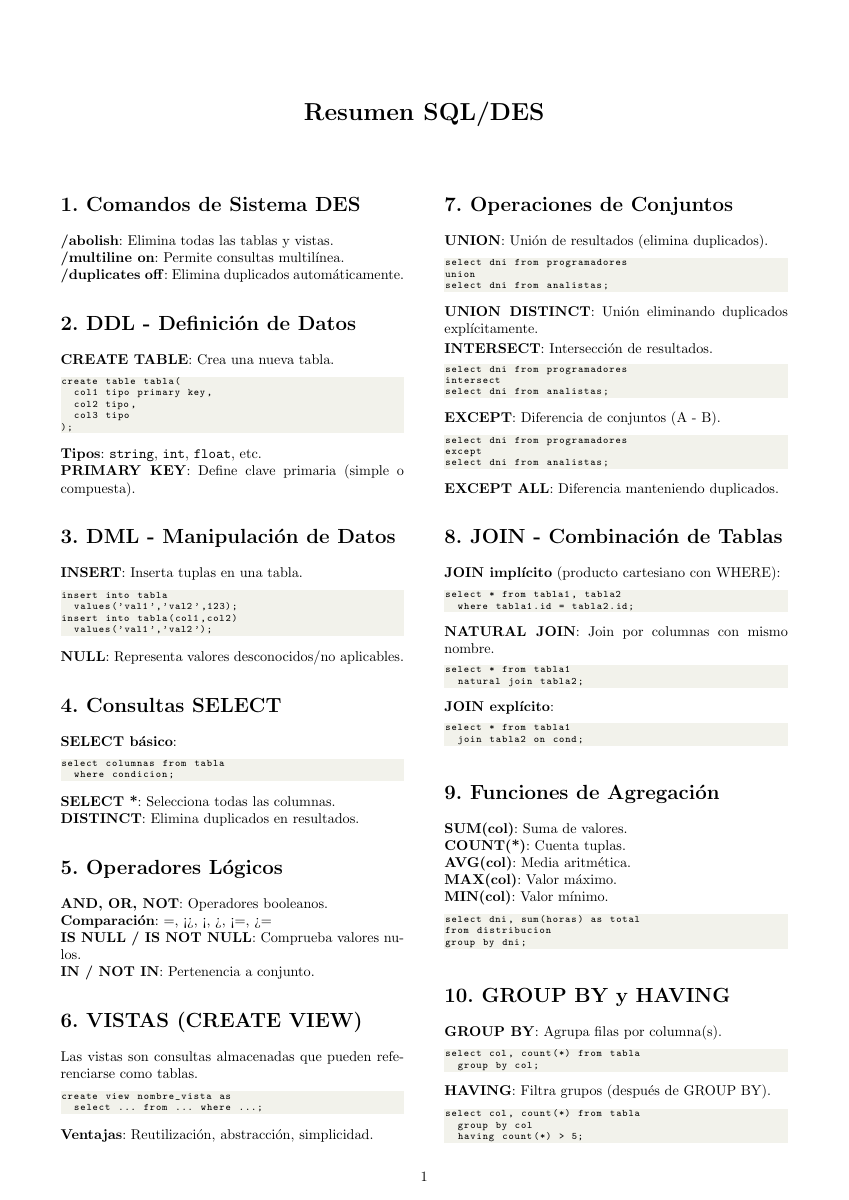 Resumen SQL/DES
1. Comandos de Sistema DES
/abolish: Elimina todas las tablas y vistas.
/multiline on: Permite consultas multilínea.
/duplicates off: Elimina duplicados automáticamente.
2. DDL - Definición de Datos
CREATE TABLE: Crea una nueva tabla.
create table tabla(
  col1 tipo primary key,
  col2 tipo,
  col3 tipo
);
Tipos: string, int, float, etc.
PRIMARY KEY: Define clave primaria (simple o
compuesta).
3. DML - Manipulación de Datos
INSERT: Inserta tuplas en una tabla.
insert into tabla
  values('val1','val2',123);
insert into tabla(col1,col2)
  values('val1','val2');
NULL: Representa valores desconocidos/no aplicables.
4. Consultas SELECT
SELECT básico:
select columnas from tabla
  where condicion;
SELECT *: Selecciona todas las columnas.
DISTINCT: Elimina duplicados en resultados.
5. Operadores Lógicos
AND, OR, NOT: Operadores booleanos.
Comparación: =, ¡¿, ¡, ¿, ¡=, ¿=
IS NULL / IS NOT NULL: Comprueba valores nu-
los.
IN / NOT IN: Pertenencia a conjunto.
6. VISTAS (CREATE VIEW)
Las vistas son consultas almacenadas que pueden refe-
renciarse como tablas.
create view nombre_vista as
  select ... from ... where ...;
Ventajas: Reutilización, abstracción, simplicidad.
7. Operaciones de Conjuntos
UNION: Unión de resultados (elimina duplicados).
select dni from programadores
union
select dni from analistas;
UNION DISTINCT: Unión eliminando duplicados
explícitamente.
INTERSECT: Intersección de resultados.
select dni from programadores
intersect
select dni from analistas;
EXCEPT: Diferencia de conjuntos (A - B).
select dni from programadores
except
select dni from analistas;
EXCEPT ALL: Diferencia manteniendo duplicados.
8. JOIN - Combinación de Tablas
JOIN implícito (producto cartesiano con WHERE):
select * from tabla1, tabla2
  where tabla1.id = tabla2.id;
NATURAL JOIN: Join por columnas con mismo
nombre.
select * from tabla1
  natural join tabla2;
JOIN explícito:
select * from tabla1
  join tabla2 on cond;
9. Funciones de Agregación
SUM(col): Suma de valores.
COUNT(*): Cuenta tuplas.
AVG(col): Media aritmética.
MAX(col): Valor máximo.
MIN(col): Valor mínimo.
select dni, sum(horas) as total
from distribucion
group by dni;
10. GROUP BY y HAVING
GROUP BY: Agrupa filas por columna(s).
select col, count(*) from tabla
  group by col;
HAVING: Filtra grupos (después de GROUP BY).
select col, count(*) from tabla
  group by col
  having count(*) > 5;
1